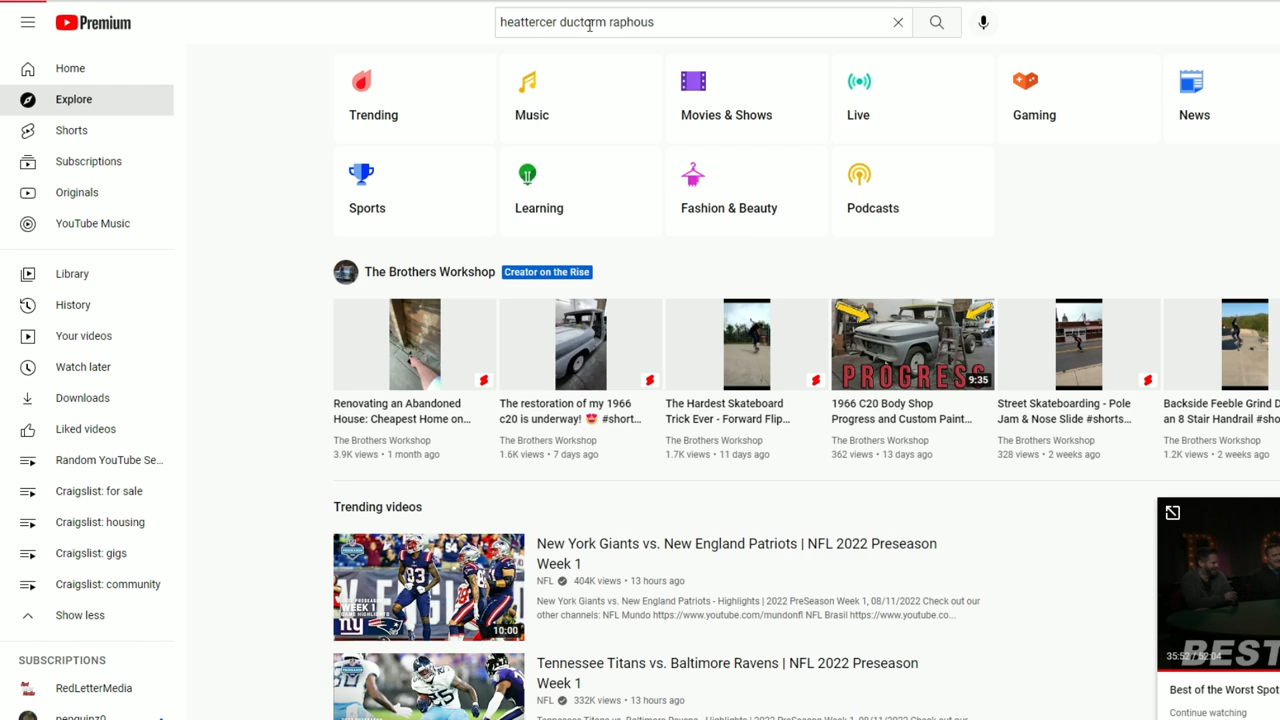 Premium
heattercer ductqrm raphous
Home
Explore
Shorts
Subscriptions
Originals
YouTube Music
Library
History
Your videos
Watch later
Downloads
Liked videos
Random YouTube Se...
Craigslist: for sale
Craigslist: housing
Craigslist: gigs
Craigslist: community
Show less
SUBSCRIPTIONS
RedLetterMedia
penguinz0
Trending
Music
Movies & Shows
Live
Gaming
News
Sports
Learning
Fashion & Beauty
Podcasts
The Brothers Workshop Creator on the Rise
PROGRESS
9:35
Renovating an Abandoned
House: Cheapest Home on...
The Brothers Workshop
3.9K views • 1 month ago
The restoration of my 1966
c20 is underway! 🤩 #short...
The Brothers Workshop
1.6K views • 7 days ago
The Hardest Skateboard
Trick Ever - Forward Flip...
The Brothers Workshop
1.7K views • 11 days ago
1966 C20 Body Shop
Progress and Custom Paint...
The Brothers Workshop
362 views • 13 days ago
Street Skateboarding - Pole
Jam & Nose Slide #shorts...
The Brothers Workshop
328 views • 2 weeks ago
Backside Feeble Grind D
an 8 Stair Handrail #sho
The Brothers Workshop
1.2K views • 2 weeks ago
Trending videos
WEEK 1
ny
10:00
New York Giants vs. New England Patriots | NFL 2022 Preseason
Week 1
NFL 404K views • 13 hours ago
New York Giants vs. New England Patriots - Highlights | 2022 PreSeason Week 1, 08/11/2022 Check out our
other channels: NFL Mundo https://www.youtube.com/mundonfl NFL Brasil https://www.youtube.co...
Tennessee Titans vs. Baltimore Ravens | NFL 2022 Preseason
Week 1
NFL 332K views • 13 hours ago
BEST
35:52 / 52:04
Best of the Worst Spot
Continue watching